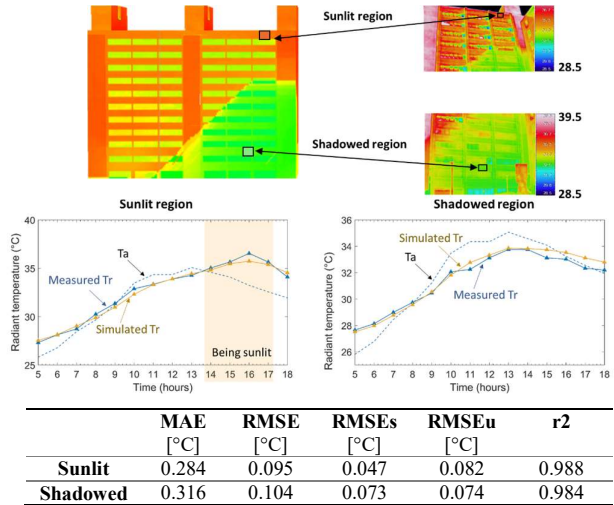 Sunlit region
28.5
39.5
Shadowed region
28.5
Sunlit region
Shadowed region
40
35
30
25
Radiant temperature (°C)
Ta
Measured Tr
Simulated Tr
Being sunlit
5 6 7 8 9 10 11 12 13 14 15 16 17 18
Time (hours)
36
34
32
30
28
26
Radiant temperature (°C)
Simulated Tr
Ta
Measured Tr
5 6 7 8 9 10 11 12 13 14 15 16 17 18
Time (hours)
MAE RMSE RMSEs RMSEu r2
[°C] [°C] [°C] [°C]
Sunlit 0.284 0.095 0.047 0.082 0.988
Shadowed 0.316 0.104 0.073 0.074 0.984